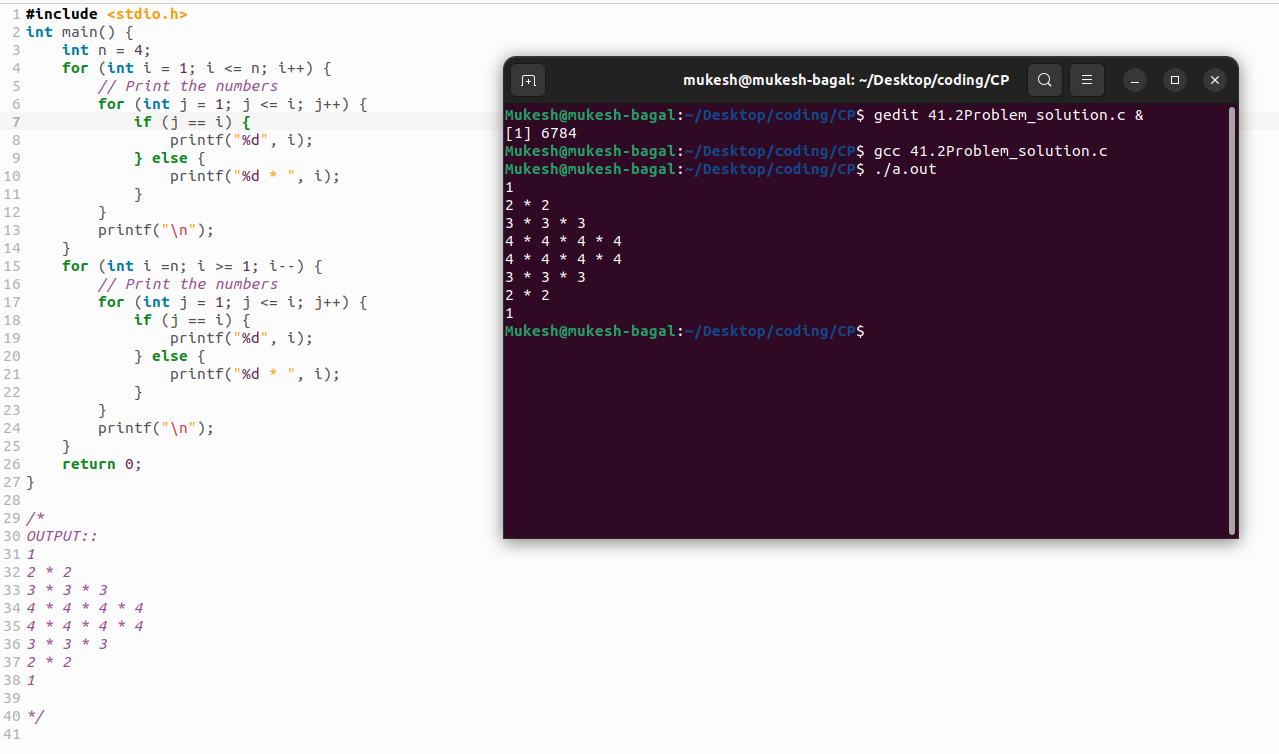 1 #include <stdio.h>
2 int main() {
3     int n = 4;
4     for (int i = 1; i <= n; i++) {
5         // Print the numbers
6         for (int j = 1; j <= i; j++) {
7             if (j == i) {
8                 printf("%d", i);
9             } else {
10                 printf("%d * ", i);
11             }
12         }
13         printf("\n");
14     }
15     for (int i =n; i >= 1; i--) {
16         // Print the numbers
17         for (int j = 1; j <= i; j++) {
18             if (j == i) {
19                 printf("%d", i);
20             } else {
21                 printf("%d * ", i);
22             }
23         }
24         printf("\n");
25     }
26     return 0;
27 }
28
29 /*
30 OUTPUT::
31 1
32 2 * 2
33 3 * 3 * 3
34 4 * 4 * 4 * 4
35 4 * 4 * 4 * 4
36 3 * 3 * 3
37 2 * 2
38 1
39
40 */
41
mukesh@mukesh-bagal: ~/Desktop/coding/CP
Mukesh@mukesh-bagal:~/Desktop/coding/CP$ gedit 41.2Problem_solution.c &
[1] 6784
Mukesh@mukesh-bagal:~/Desktop/coding/CP$ gcc 41.2Problem_solution.c
Mukesh@mukesh-bagal:~/Desktop/coding/CP$ ./a.out
1
2 * 2
3 * 3 * 3
4 * 4 * 4 * 4
4 * 4 * 4 * 4
3 * 3 * 3
2 * 2
1
Mukesh@mukesh-bagal:~/Desktop/coding/CP$